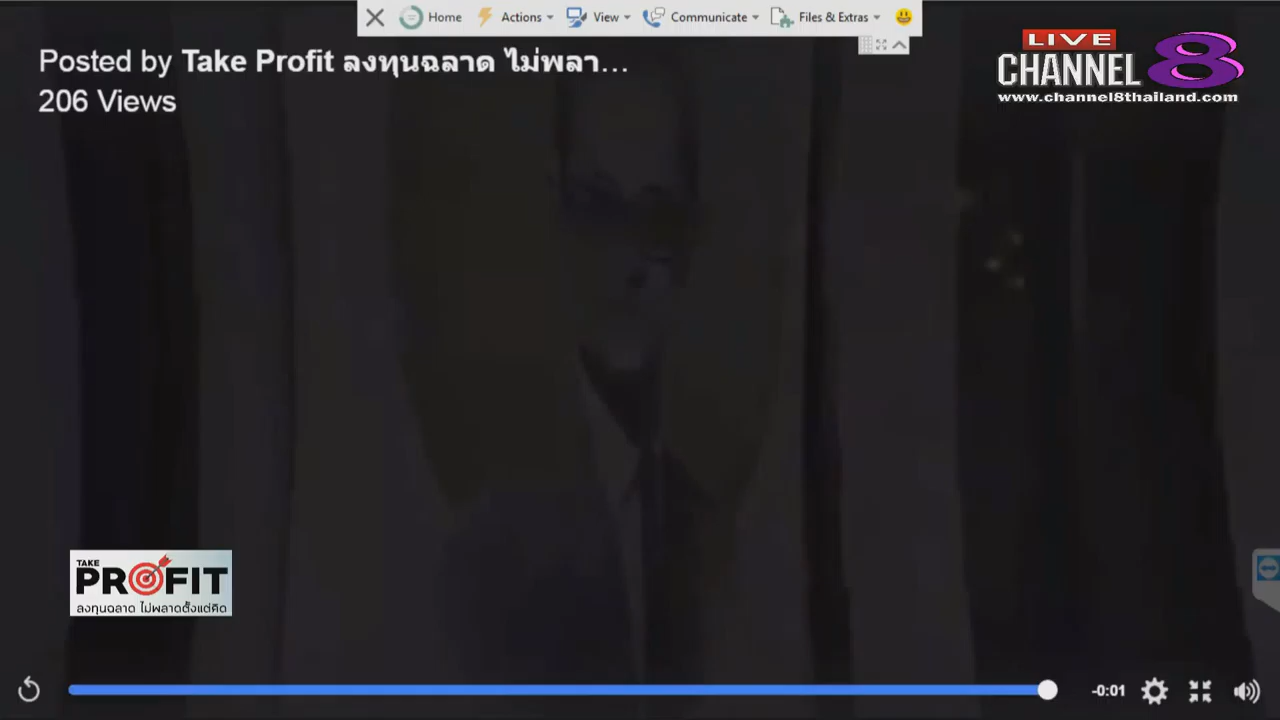 Home Actions View Communicate Files & Extras
Posted by Take Profit ลงทุนฉลาด ไม่พลา...
206 Views
LIVE
CHANNEL 8
www.channel8thailand.com
TAKE
PROFIT
ลงทุนฉลาด ไม่พลาดตั้งแต่คิด
-0:01